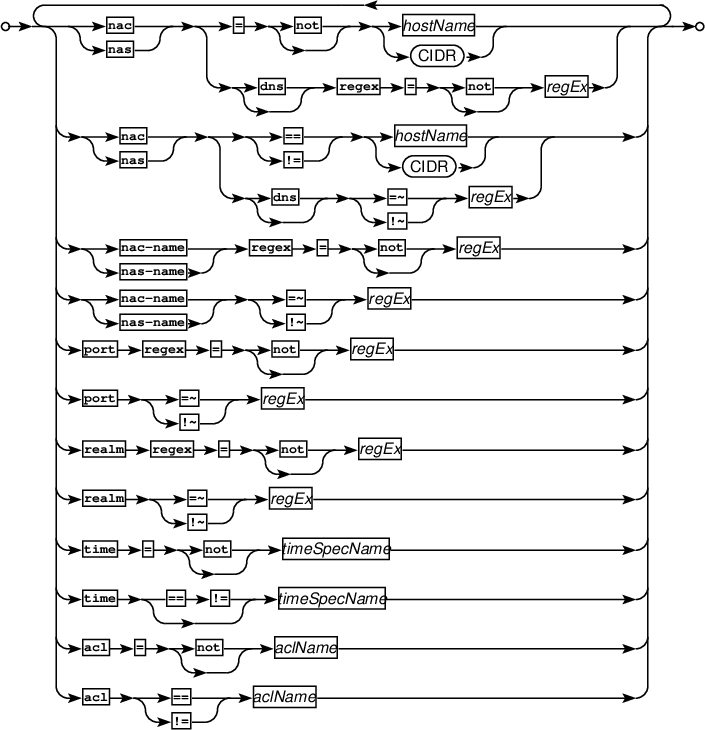 nac = not hostName
nas CIDR
dns regex = not regEx
nac == hostName
nas != CIDR
dns =~ regEx
!~
nac-name regex = not regEx
nas-name
nac-name =~ regEx
nas-name !~
port regex = not regEx
port =~ regEx
!~
realm regex = not regEx
realm =~ regEx
!~
time = not timeSpecName
time == != timeSpecName
acl = not aclName
acl == aclName
!=